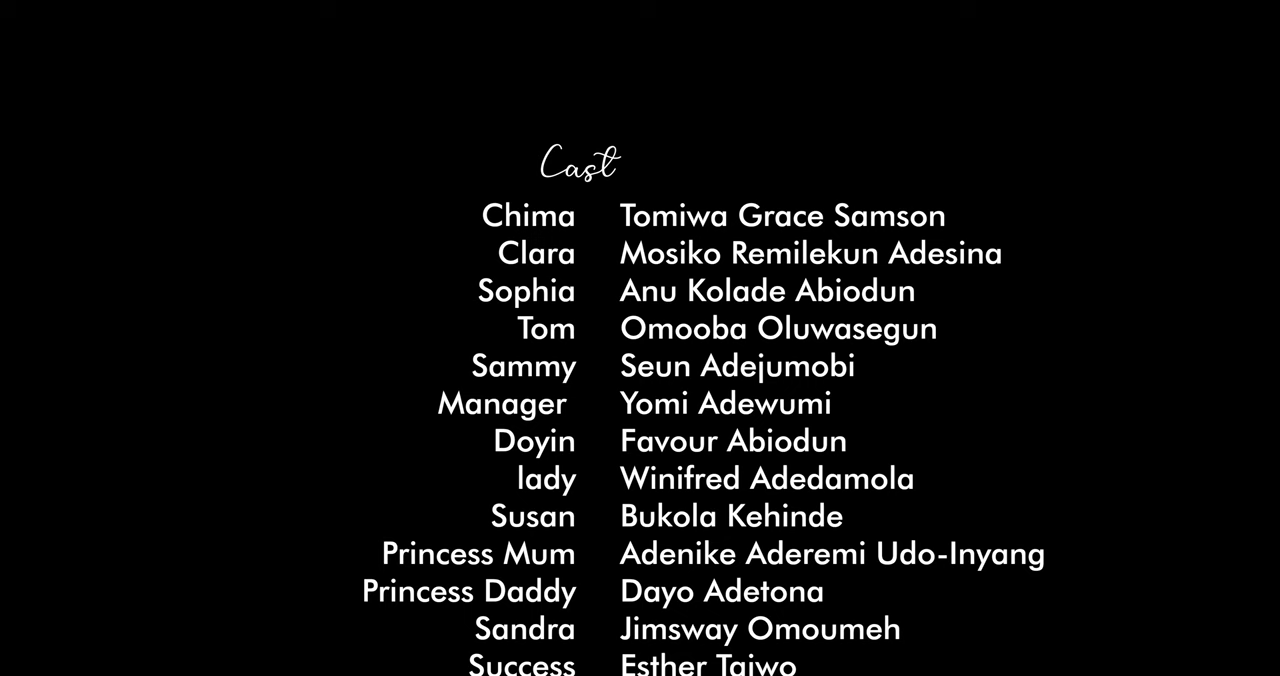 Cast
Chima Tomiwa Grace Samson
Clara Mosiko Remilekun Adesina
Sophia Anu Kolade Abiodun
Tom Omooba Oluwasegun
Sammy Seun Adejumobi
Manager Yomi Adewumi
Doyin Favour Abiodun
lady Winifred Adedamola
Susan Bukola Kehinde
Princess Mum Adenike Aderemi Udo-Inyang
Princess Daddy Dayo Adetona
Sandra Jimsway Omoumeh
Success Esther Taiwo